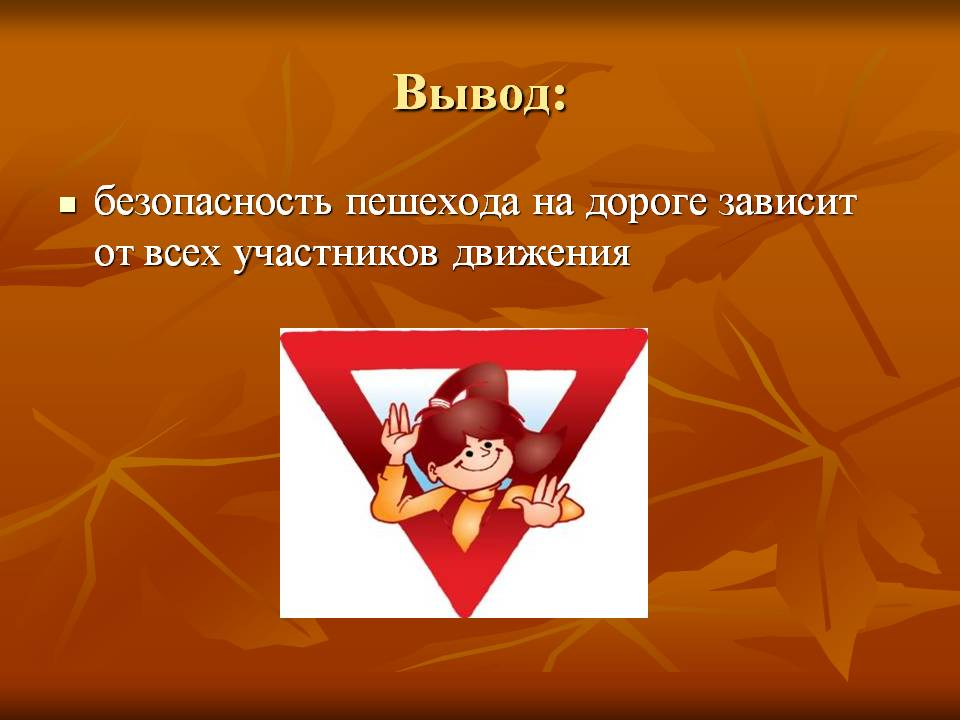 Вывод:
безопасность пешехода на дороге зависит
от всех участников движения